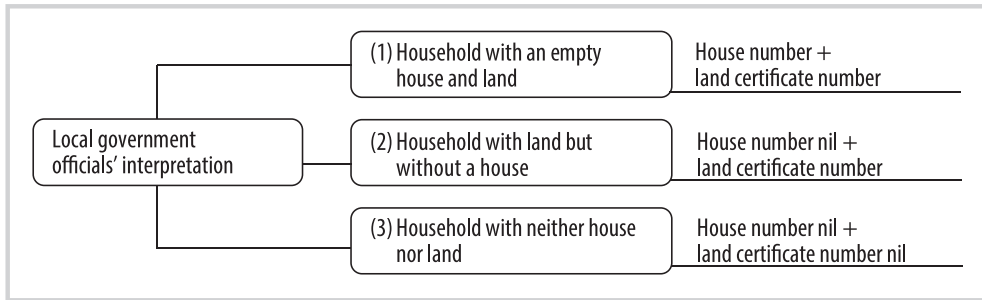 (1) Household with an empty
house and land
House number +
land certificate number
Local government
officials' interpretation
(2) Household with land but
without a house
House number nil +
land certificate number
(3) Household with neither house
nor land
House number nil +
land certificate number nil